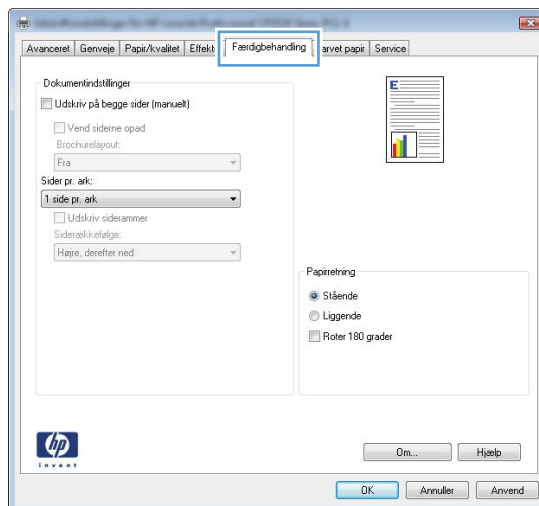 Avanceret Genveje Papir/kvalitet Effekt Færdigbehandling arvet papir Service
Dokumentindstillinger
Udskriv på begge sider (manuelt)
Vend siderne opad
Brochurelayout:
Fra
Sider pr. ark:
1 side pr. ark
Udskriv siderammer
Siderækkefølge:
Højre, derefter ned
E
Papirretning
Stående
Liggende
Roter 180 grader
hp
invent
Om... Hjælp
OK Annuller Anvend